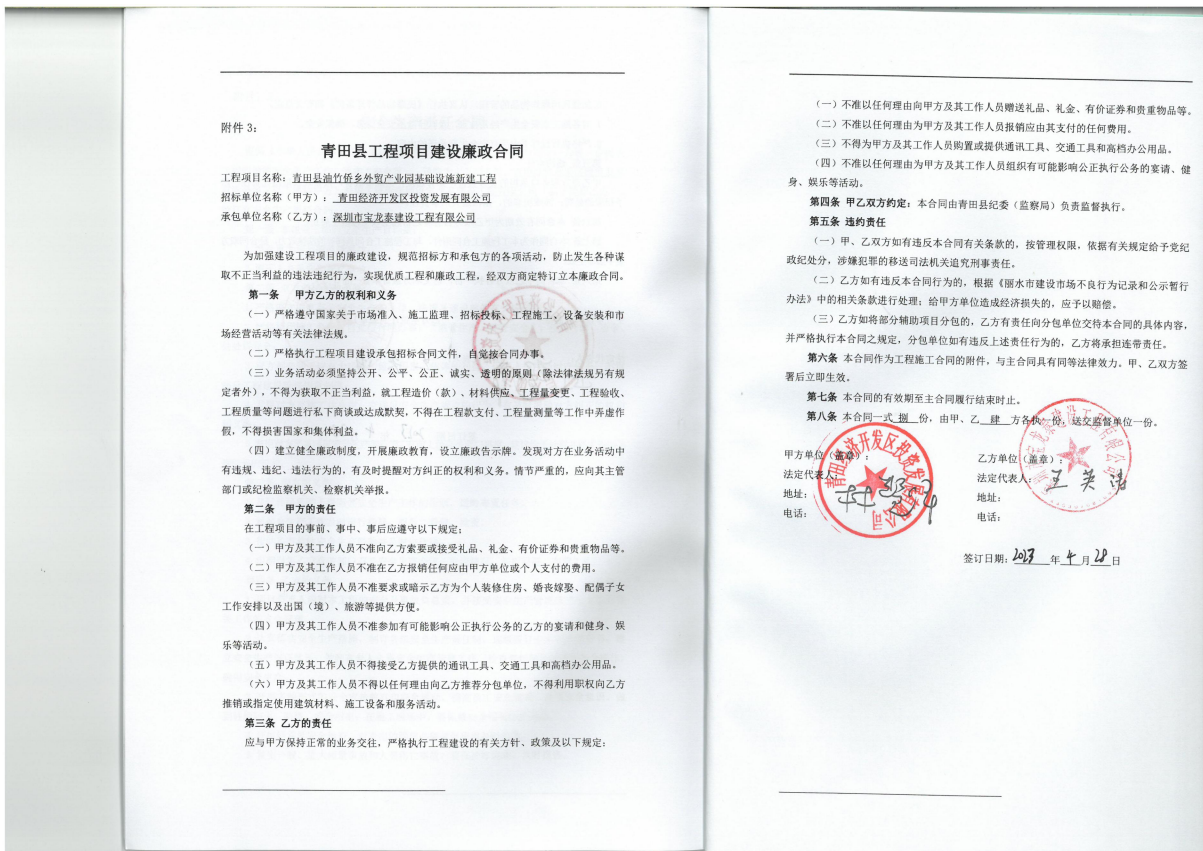 附件 3:
青田县工程项目建设廉政合同
工程项目名称：青田县油竹侨乡外贸产业园基础设施新建工程
招标单位名称（甲方）：青田经济开发区投资发展有限公司
承包单位名称（乙方）：深圳市宝龙泰建设工程有限公司
为加强建设工程项目的廉政建设，规范招标方和承包方的各项活动，防止发生各种谋
取不正当利益的违法违纪行为，实现优质工程和廉政工程，经双方商定特订立本廉政合同。
第一条 甲方乙方的权利和义务
（一）严格遵守国家关于市场准入、施工监理、招标投标、工程施工、设备安装和市
场经营活动等有关法律法规。
（二）严格执行工程项目建设承包招标合同文件，自觉按合同办事。
（三）业务活动必须坚持公开、公平、公正、诚实、透明的原则（除法律法规另有规
定者外），不得为获取不正当利益，就工程造价（款）、材料供应、工程量变更、工程验收、
工程质量等问题进行私下商谈或达成默契，不得在工程款支付、工程量测量等工作中弄虚作
假，不得损害国家和集体利益。
（四）建立健全廉政制度，开展廉政教育，设立廉政告示牌。发现对方在业务活动中
有违规、违纪、违法行为的，有及时提醒对方纠正的权利和义务，情节严重的，应向其主管
部门或纪检监察机关、检察机关举报。
第二条 甲方的责任
在工程项目的事前、事中、事后应遵守以下规定：
（一）甲方及其工作人员不准向乙方索要或接受礼品、礼金、有价证券和贵重物品等。
（二）甲方及其工作人员不准在乙方报销任何应由甲方单位或个人支付的费用。
（三）甲方及其工作人员不准要求或暗示乙方为个人装修住房、婚丧嫁娶、配偶子女
工作安排以及出国（境）、旅游等提供方便。
（四）甲方及其工作人员不准参加有可能影响公正执行公务的乙方的宴请和健身、娱
乐等活动。
（五）甲方及其工作人员不得接受乙方提供的通讯工具、交通工具和高档办公用品。
（六）甲方及其工作人员不得以任何理由向乙方推荐分包单位，不得利用职权向乙方
推销或指定使用建筑材料、施工设备和服务活动。
第三条 乙方的责任
应与甲方保持正常的业务交往，严格执行工程建设的有关方针、政策及以下规定：
（一）不准以任何理由向甲方及其工作人员赠送礼品、礼金、有价证券和贵重物品等。
（二）不准以任何理由为甲方及其工作人员报销应由其支付的任何费用。
（三）不得为甲方及其工作人员购置或提供通讯工具、交通工具和高档办公用品。
（四）不准以任何理由为甲方及其工作人员组织有可能影响公正执行公务的宴请、健
身、娱乐等活动。
第四条 甲乙双方约定：本合同由青田县纪委（监察局）负责监督执行。
第五条 违约责任
（一）甲、乙双方如有违反本合同有关条款的，按管理权限，依据有关规定给予党纪
政纪处分，涉嫌犯罪的移送司法机关追究刑事责任。
（二）乙方如有违反本合同行为的，根据《丽水市建设市场不良行为记录和公示暂行
办法》中的相关条款进行处理；给甲方单位造成经济损失的，应予以赔偿。
（三）乙方如将部分辅助项目分包的，乙方有责任向分包单位交待本合同的具体内容，
并严格执行本合同之规定，分包单位如有违反上述责任行为的，乙方将承担连带责任。
第六条 本合同作为工程施工合同的附件，与主合同具有同等法律效力。甲、乙双方签
署后立即生效。
第七条 本合同的有效期至主合同履行结束时止。
第八条 本合同一式 捌 份，由甲、乙 肆 方各执一份，送交监督单位一份。
甲方单位（盖章）：
法定代表人：
地址：
电话：
青田经济开发区投资发展有限公司
乙方单位（盖章）：
法定代表人：王英
地址：
电话：
签订日期：2023 年 4 月 28 日